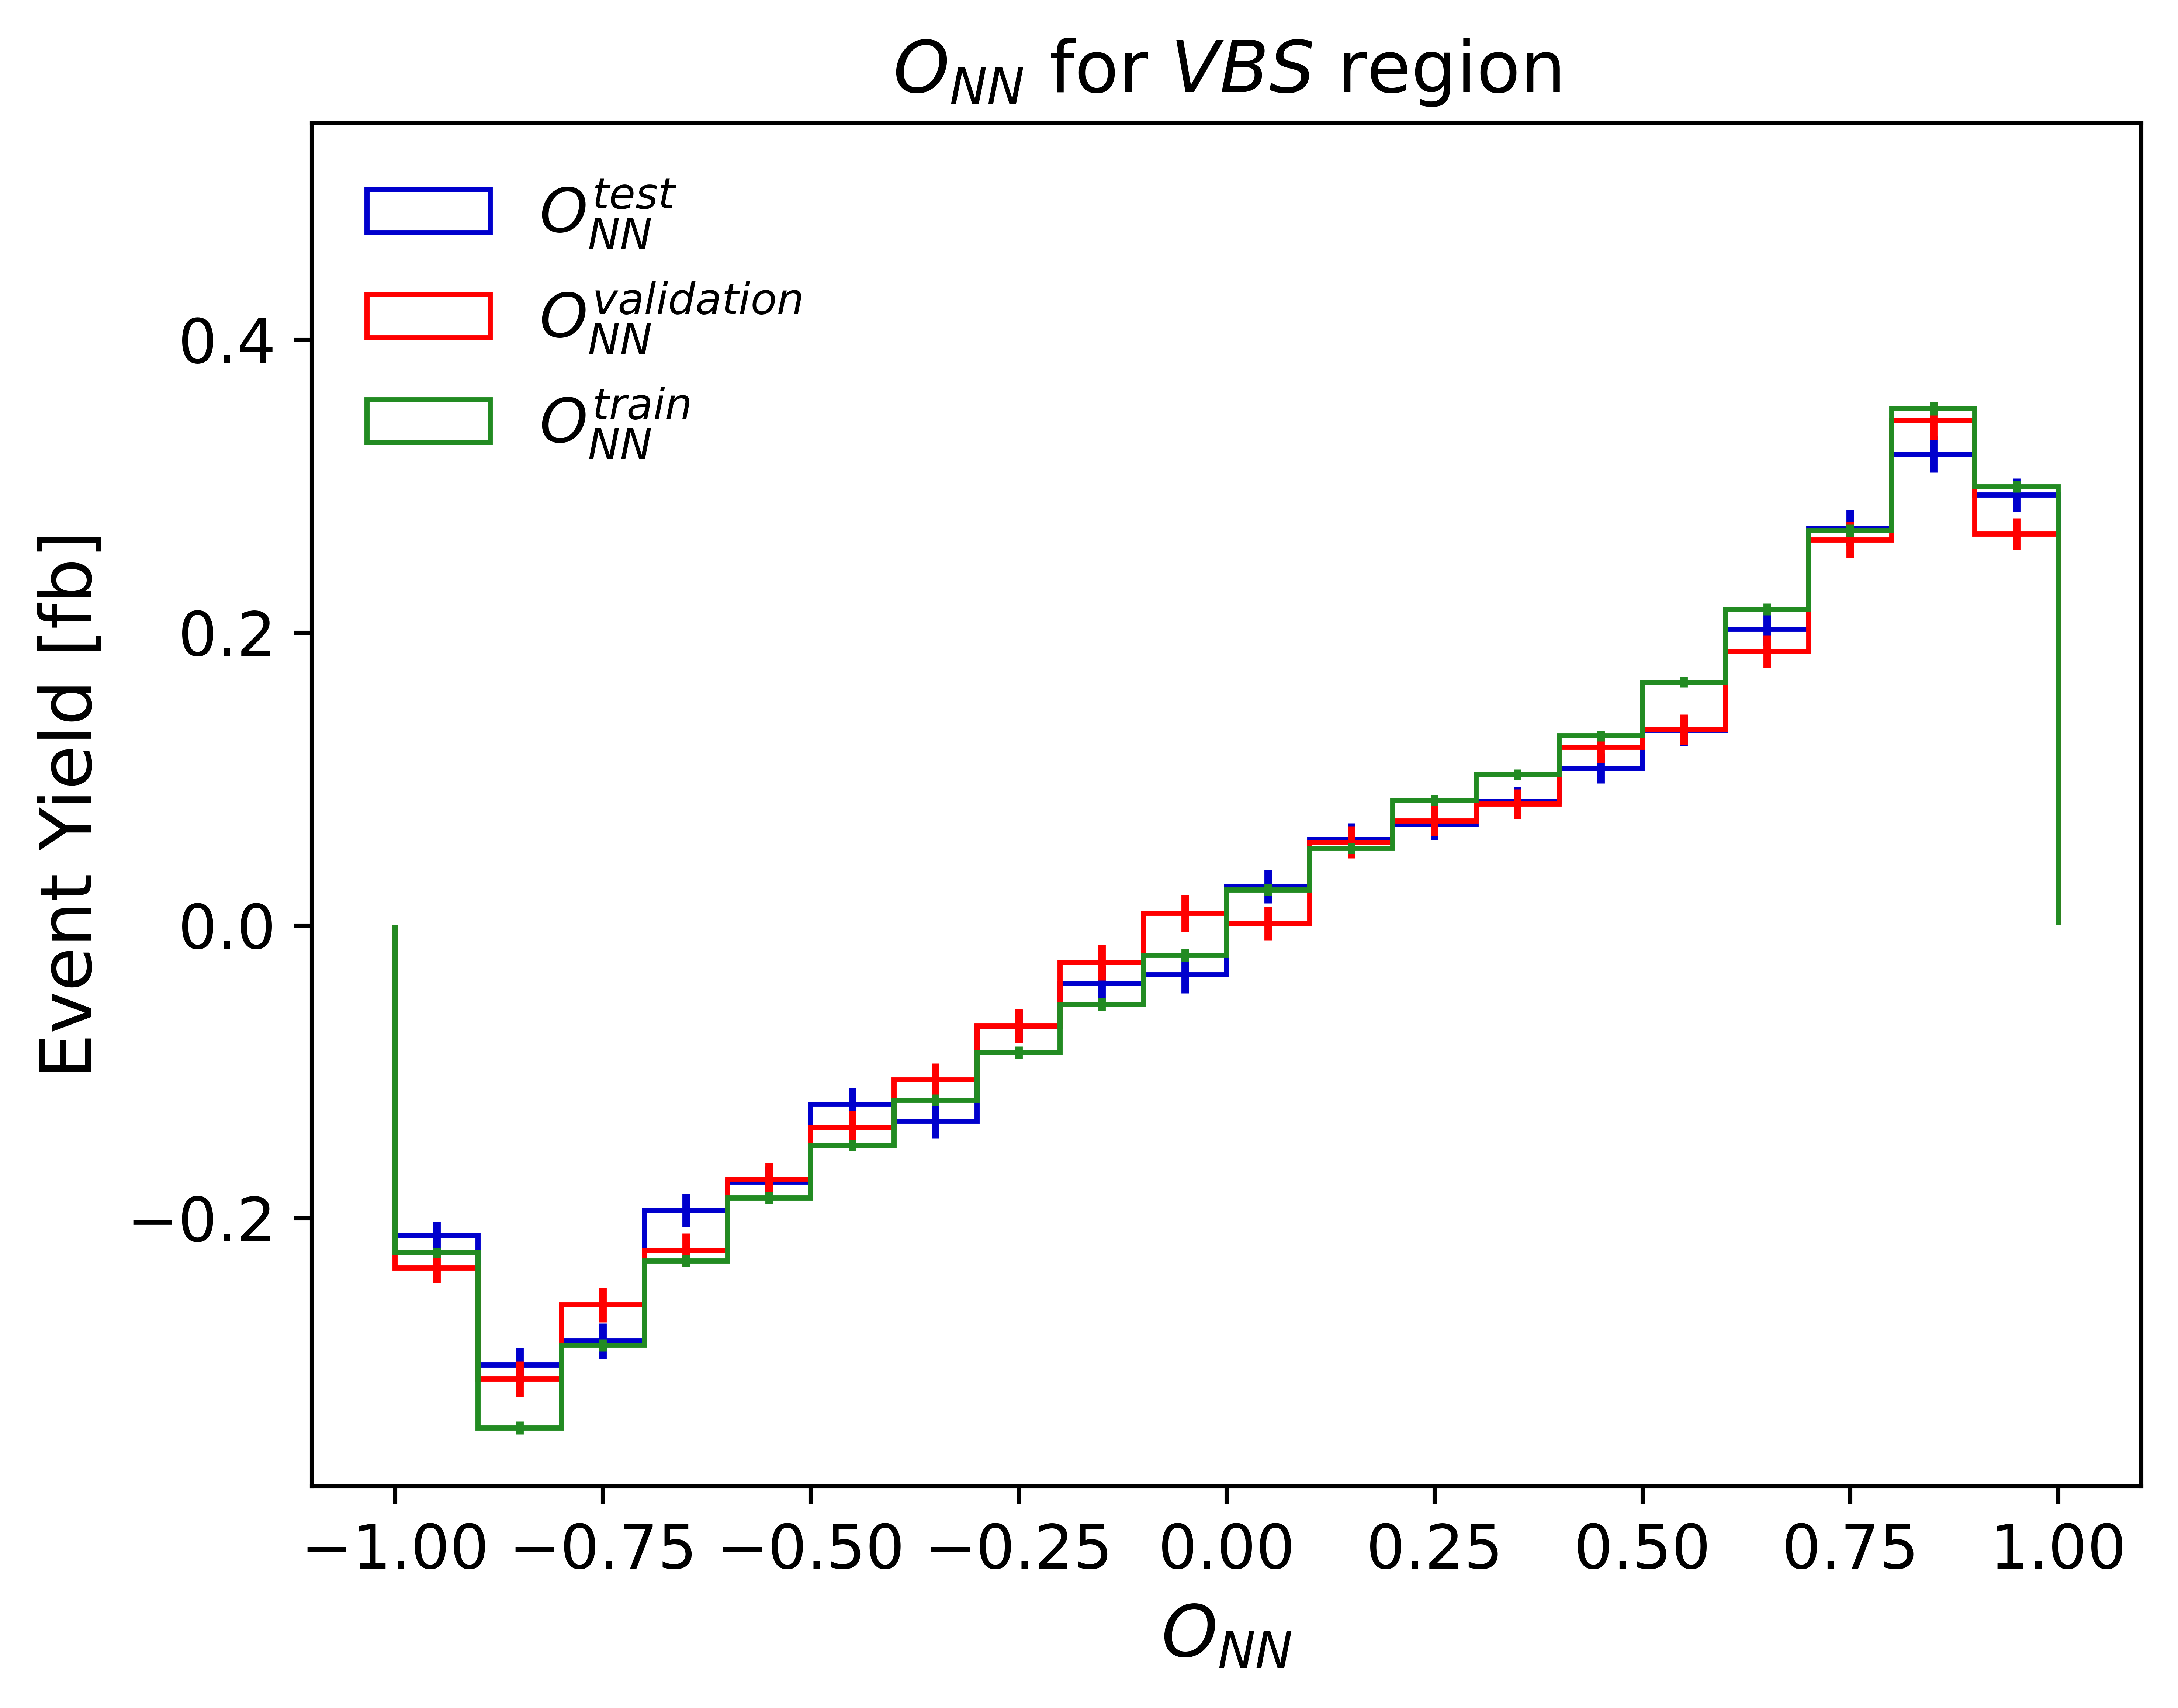 O_NN for VBS region
O_NN^test
O_NN^validation
O_NN^train
Event Yield [fb]
0.4
0.2
0.0
−0.2
−1.00 −0.75 −0.50 −0.25 0.00 0.25 0.50 0.75 1.00
O_NN